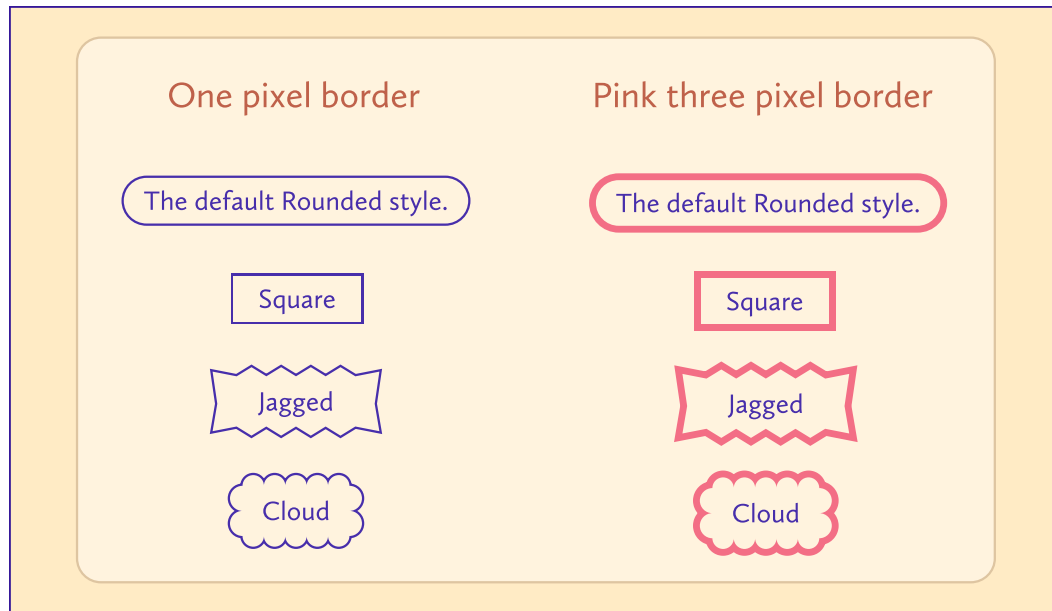 One pixel border
Pink three pixel border
The default Rounded style.
The default Rounded style.
Square
Square
Jagged
Jagged
Cloud
Cloud